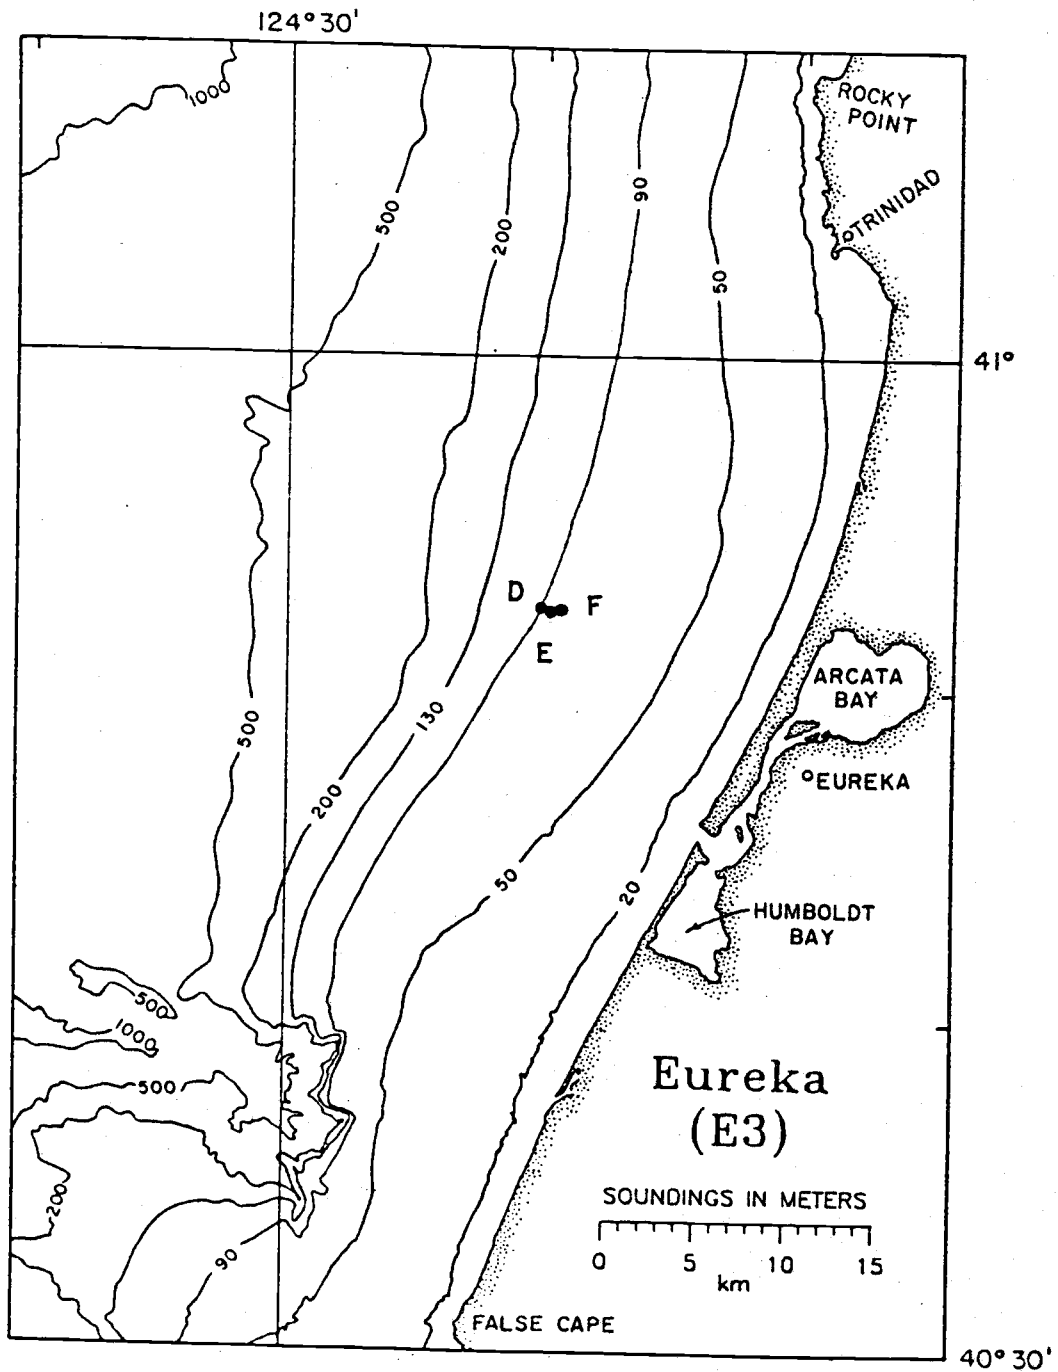 124°30'
1000
ROCKY
POINT
90
TRINIDAD
500
200
50
41°
D
F
E
ARCATA
BAY
130
500
EUREKA
200
50
20
HUMBOLDT
BAY
500
1000
500
Eureka
(E3)
200
SOUNDINGS IN METERS
0 5 10 15
km
90
FALSE CAPE
40°30'